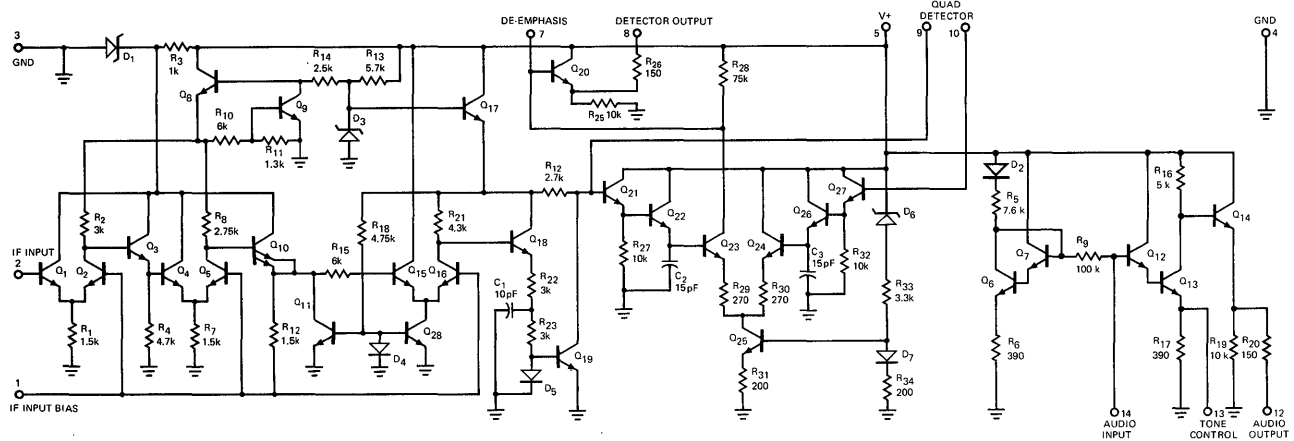 DE-EMPHASIS
7
DETECTOR OUTPUT
8
V+
5
QUAD
DETECTOR
9
10
GND
4
3
GND
D1
R3
1k
Q8
R14
2.5k
R13
5.7k
Q9
D3
Q17
Q20
R26
150
R25 10k
R28
75k
R10
6k
R11
1.3k
R12
2.7k
R2
3k
Q3
R8
2.75k
Q10
IF INPUT
2
Q1
Q2
Q4
Q5
R1
1.5k
R4
4.7k
R7
1.5k
R12
1.5k
Q11
R15
6k
R18
4.75k
R21
4.3k
Q15
Q16
Q18
D4
Q28
C1
10pF
R22
3k
R23
3k
D5
Q19
Q21
Q22
R27
10k
C2
15pF
Q23
Q24
R29
270
R30
270
Q25
R31
200
Q26
Q27
C3
15pF
R32
10k
D6
R33
3.3k
D7
R34
200
D2
R5
7.6 k
Q6
Q7
R6
390
R9
100 k
Q12
Q13
R16
5 k
Q14
R17
390
R19
10 k
R20
150
1
IF INPUT BIAS
14
AUDIO
INPUT
13
TONE
CONTROL
12
AUDIO
OUTPUT